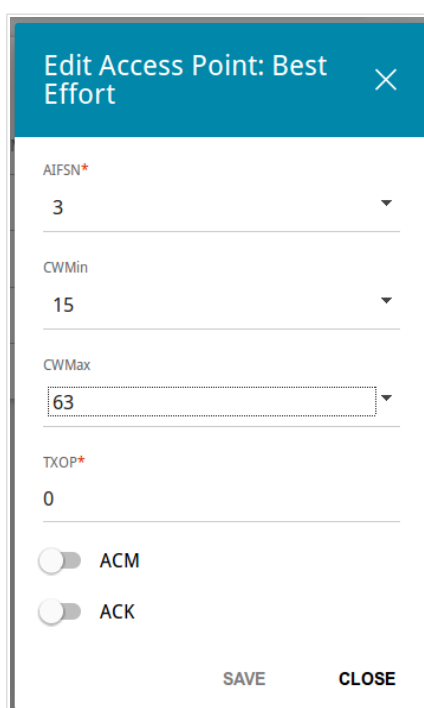 Edit Access Point: Best
Effort
AIFSN*
3
CWMin
15
CWMax
63
TXOP*
0
ACM
ACK
SAVE CLOSE